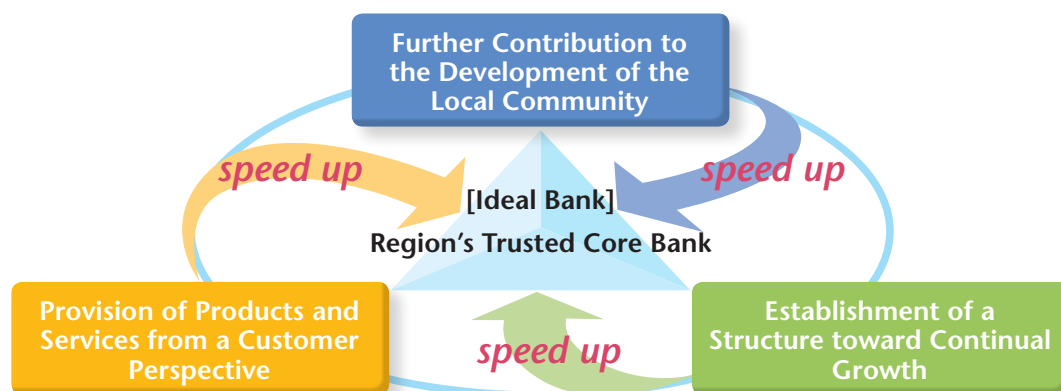 Further Contribution to
the Development of the
Local Community
speed up
speed up
[Ideal Bank]
Region's Trusted Core Bank
Provision of Products and
Services from a Customer
Perspective
speed up
Establishment of a
Structure toward Continual
Growth